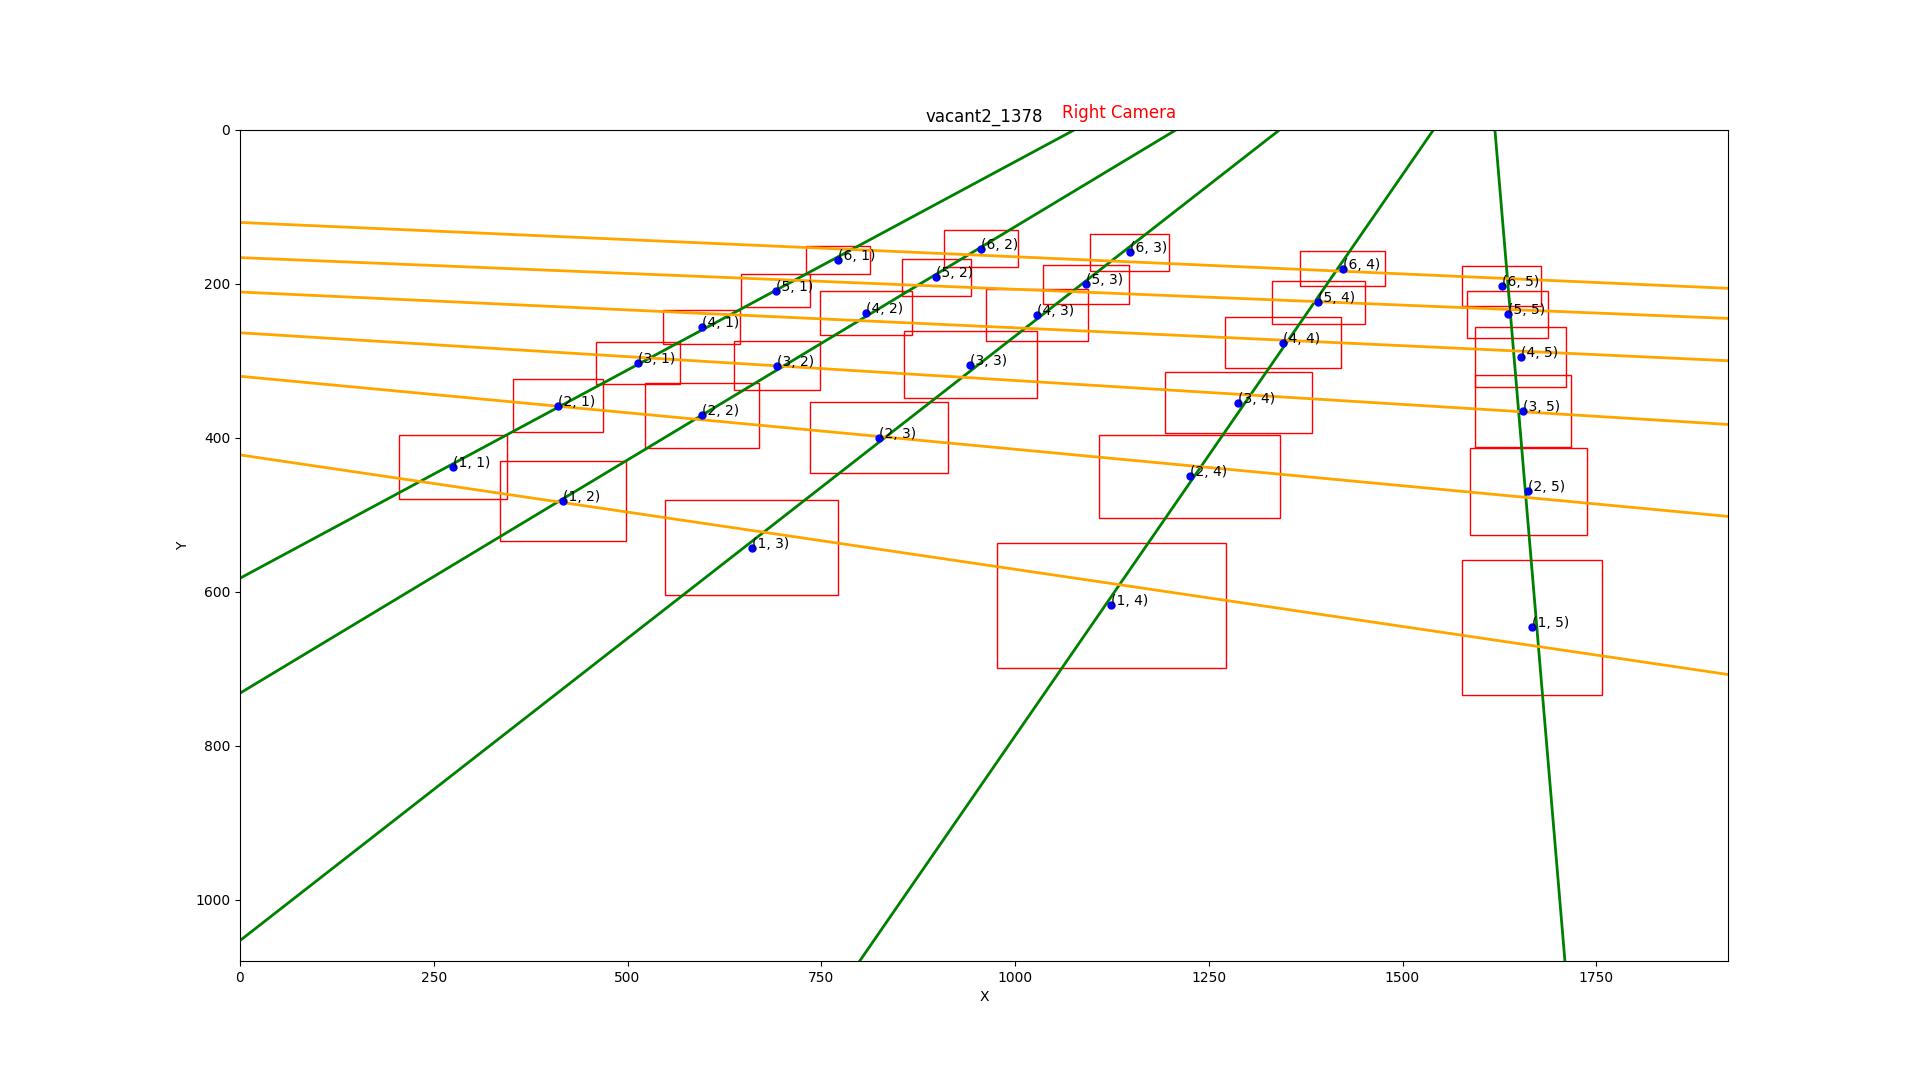 vacant2_1378 Right Camera
0
200
400
600
800
1000
Y
(6, 1) (6, 2) (6, 3) (6, 4) (6, 5)
(5, 1) (5, 2) (5, 3) (5, 4) (5, 5)
(4, 1) (4, 2) (4, 3) (4, 4) (4, 5)
(3, 1) (3, 2) (3, 3) (3, 4) (3, 5)
(2, 1) (2, 2) (2, 3) (2, 4) (2, 5)
(1, 1) (1, 2) (1, 3) (1, 4) (1, 5)
0 250 500 750 1000 1250 1500 1750
X